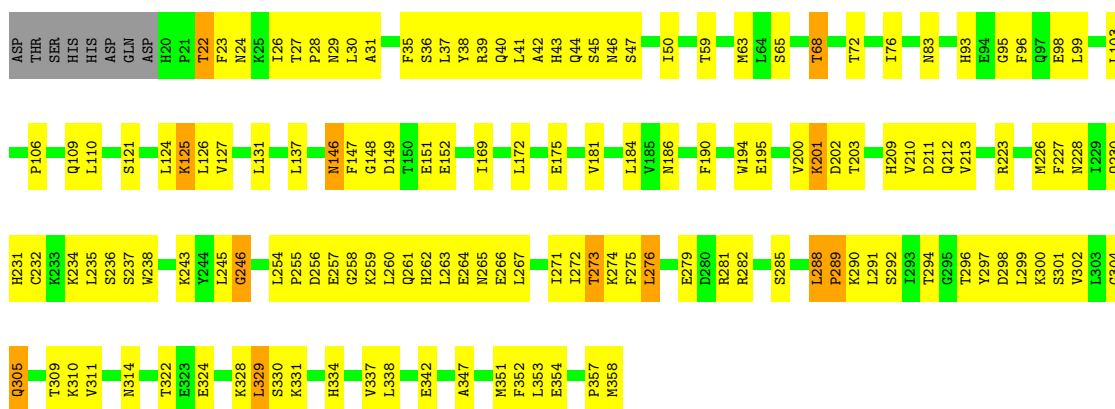 ASP THR SER HIS HIS ASP GLN ASP H20 P21 T22 F23 N24 K25 I26 T27 P28 N29 L30 A31 F35 S36 L37 Y38 R39 Q40 L41 A42 H43 Q44 S45 N46 S47 I50 T59 M63 L64 S65 T68 T72 I76 N83 H93 E94 G95 F96 Q97 E98 L99 L103
P106 Q109 L110 S121 L124 K125 L126 V127 L131 L137 N146 F147 G148 D149 T150 E151 E152 I169 L172 E175 V181 L184 V185 N186 F190 W194 E195 V200 K201 D202 T203 H209 V210 D211 Q212 V213 R223 M226 F227 N228 I229 Q230
H231 C232 K233 K234 L235 S236 S237 W238 K243 Y244 L245 G246 L254 P255 D256 E257 G258 K259 L260 Q261 H262 L263 E264 N265 E266 L267 I271 I272 T273 K274 F275 L276 E279 D280 R281 R282 S285 L288 P289 K290 L291 S292 I293 T294 G295 T296 Y297 D298 L299 K300 S301 V302 L303 G304
Q305 T309 K310 V311 N314 T322 E323 E324 K328 L329 S330 K331 H334 V337 L338 E342 A347 M351 F352 L353 E354 P357 M358